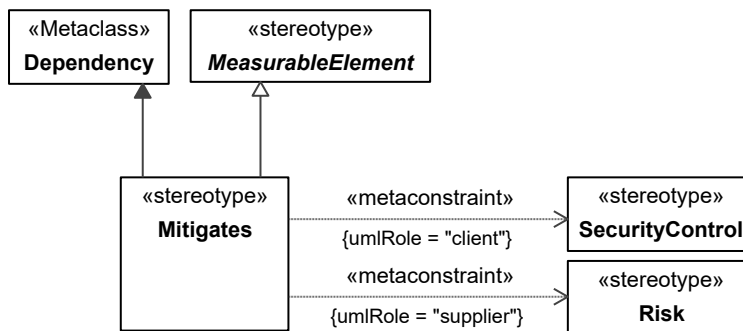 «Metaclass»
Dependency
«stereotype»
MeasurableElement
«stereotype»
Mitigates
«metaconstraint»
{umlRole = "client"}
«stereotype»
SecurityControl
«metaconstraint»
{umlRole = "supplier"}
«stereotype»
Risk